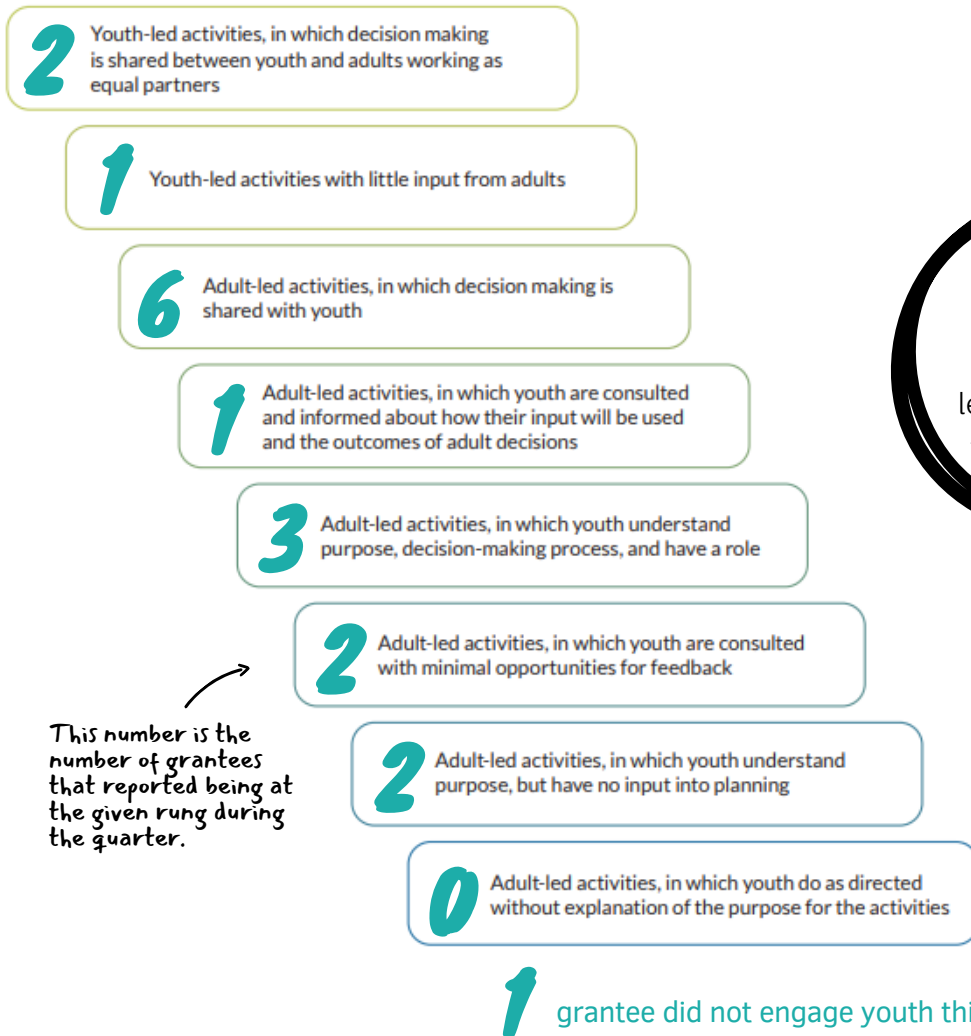 2
Youth-led activities, in which decision making
is shared between youth and adults working as
equal partners
1
Youth-led activities with little input from adults
6
Adult-led activities, in which decision making is
shared with youth
1
Adult-led activities, in which youth are consulted
and informed about how their input will be used
and the outcomes of adult decisions
3
Adult-led activities, in which youth understand
purpose, decision-making process, and have a role
2
Adult-led activities, in which youth are consulted
with minimal opportunities for feedback
This number is the
number of grantees
that reported being at
the given rung during
the quarter.
2
Adult-led activities, in which youth understand
purpose, but have no input into planning
0
Adult-led activities, in which youth do as directed
without explanation of the purpose for the activities
1
grantee did not engage youth